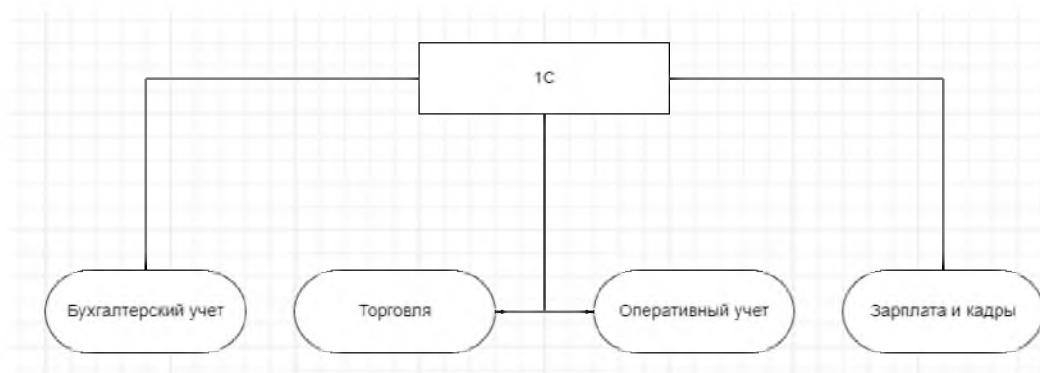 1С
Бухгалтерский учет
Торговля
Оперативный учет
Зарплата и кадры